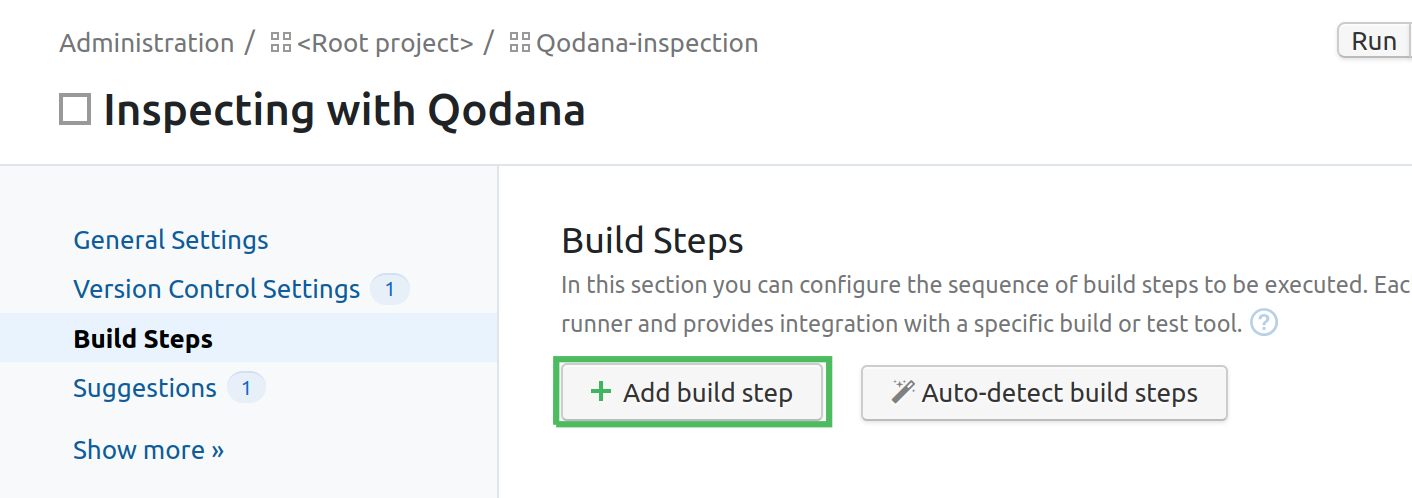 Administration / <Root project> / Qodana-inspection
Run
Inspecting with Qodana
General Settings
Version Control Settings 1
Build Steps
Suggestions 1
Show more »
Build Steps
In this section you can configure the sequence of build steps to be executed.
runner and provides integration with a specific build or test tool. ?
+ Add build step
Auto-detect build steps